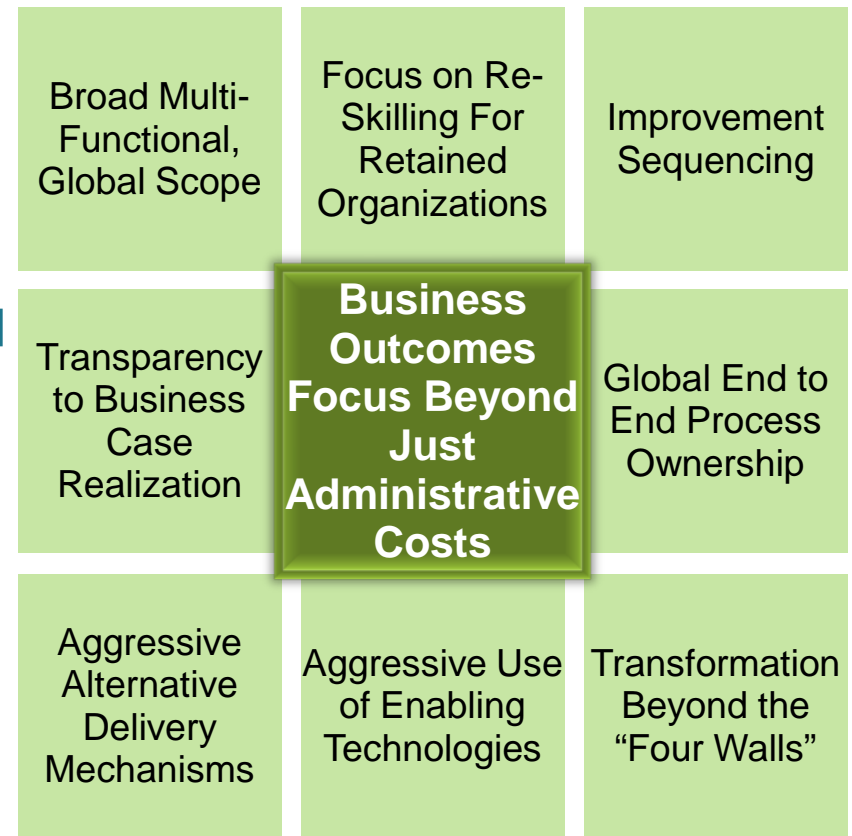 Broad Multi-
Functional,
Global Scope
Focus on Re-
Skilling For
Retained
Organizations
Improvement
Sequencing
Transparency
to Business
Case
Realization
Business
Outcomes
Focus Beyond
Just
Administrative
Costs
Global End to
End Process
Ownership
Aggressive
Alternative
Delivery
Mechanisms
Aggressive Use
of Enabling
Technologies
Transformation
Beyond the
“Four Walls”